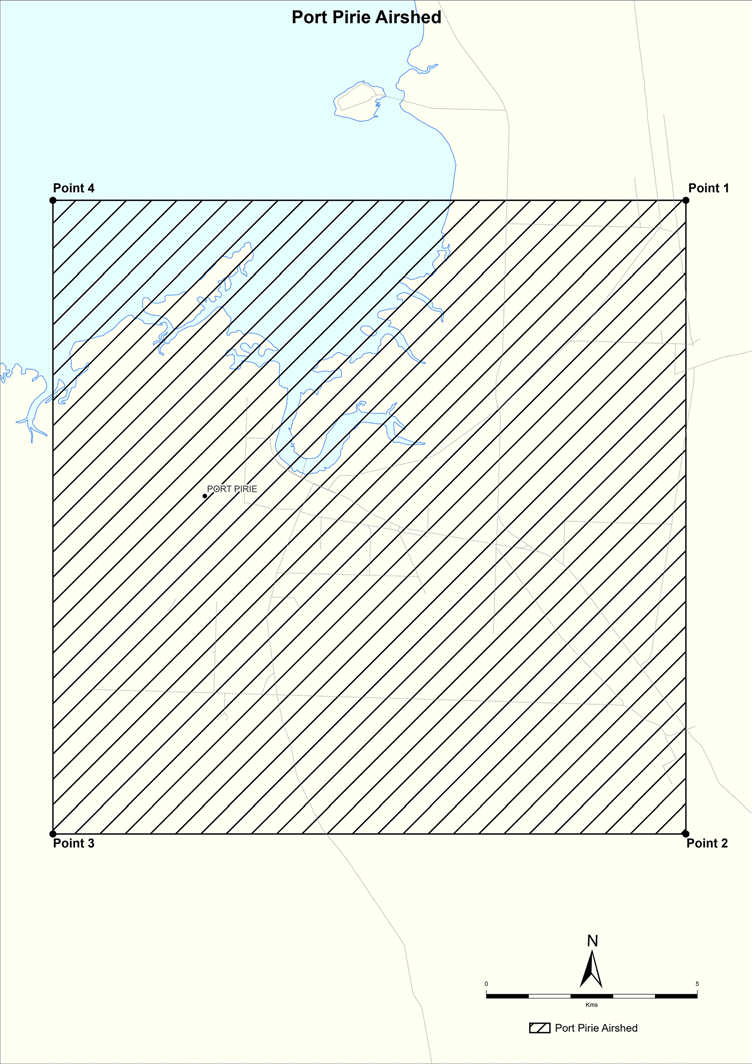 Port Pirie Airshed
Point 4
Point 1
PORT PIRIE
Point 3
Point 2
N
0
5
Kms
Port Pirie Airshed